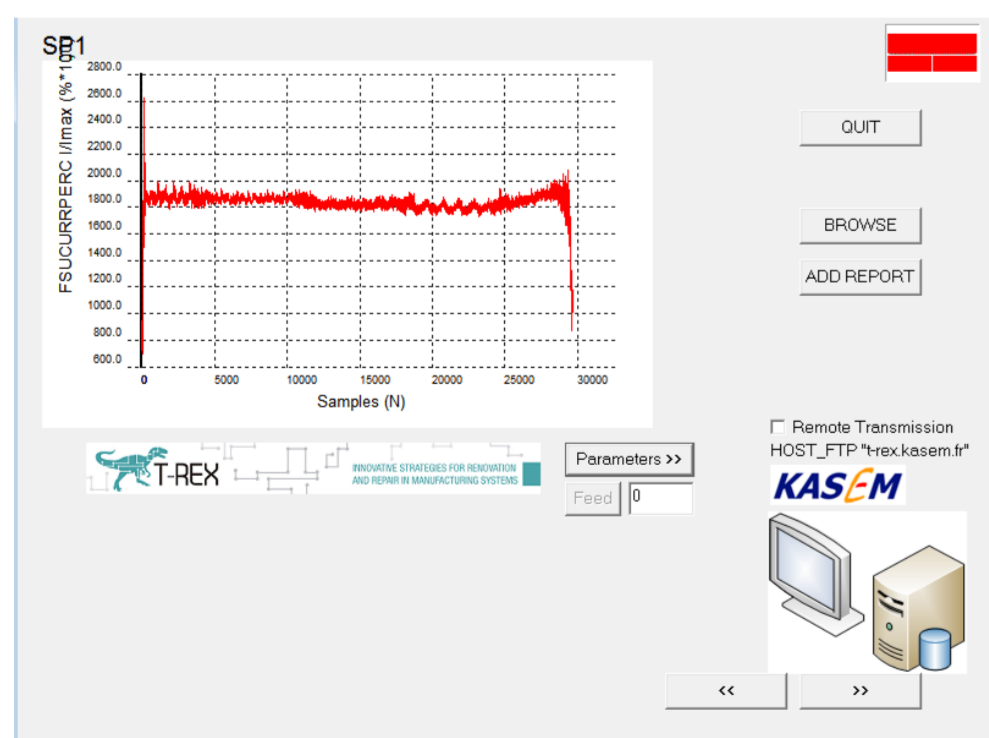 SP1
FSUCURRPERC I/Imax (%*100)
2800.0
2600.0
2400.0
2200.0
2000.0
1800.0
1600.0
1400.0
1200.0
1000.0
800.0
600.0
0 5000 10000 15000 20000 25000 30000
Samples (N)
QUIT
BROWSE
ADD REPORT
Remote Transmission
HOST_FTP "t-rex.kasem.fr"
KASEM
T-REX
INNOVATIVE STRATEGIES FOR RENOVATION
AND REPAIR IN MANUFACTURING SYSTEMS
Parameters >>
Feed 0
<< >>